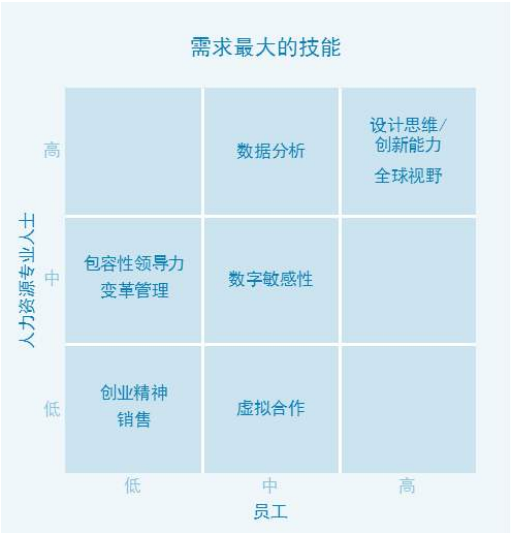 需求最大的技能
高
数据分析
设计思维/
创新能力
全球视野
人力资源专业人士
中
包容性领导力
变革管理
数字敏感性
低
创业精神
销售
虚拟合作
低
中
高
员工